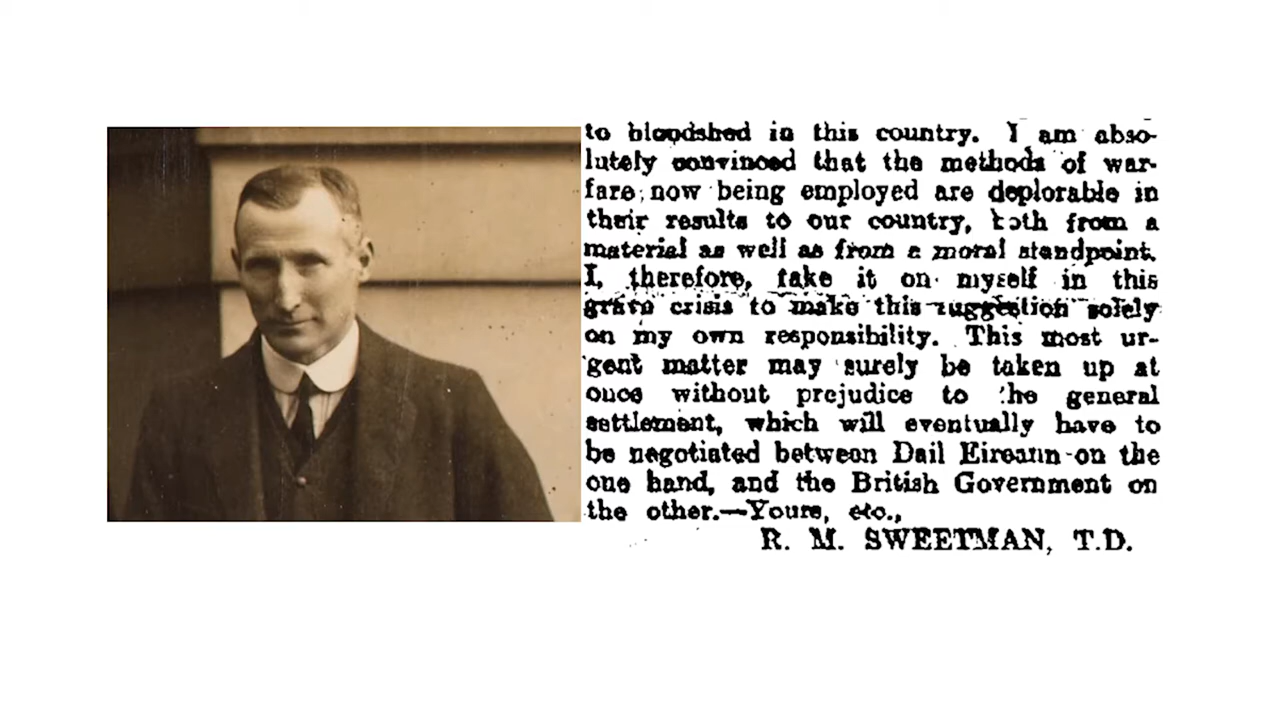 to bloodshed in this country. I am abso-
lutely convinced that the methods of war-
fare now being employed are deplorable in
their results to our country, both from a
material as well as from a moral standpoint.
I, therefore, take it on myself in this
grave crisis to make this suggestion solely
on my own responsibility. This most ur-
gent matter may surely be taken up at
once without prejudice to the general
settlement, which will eventually have to
be negotiated between Dail Eireann on the
one hand, and the British Government on
the other.—Yours, etc.,
R. M. SWEETMAN, T.D.